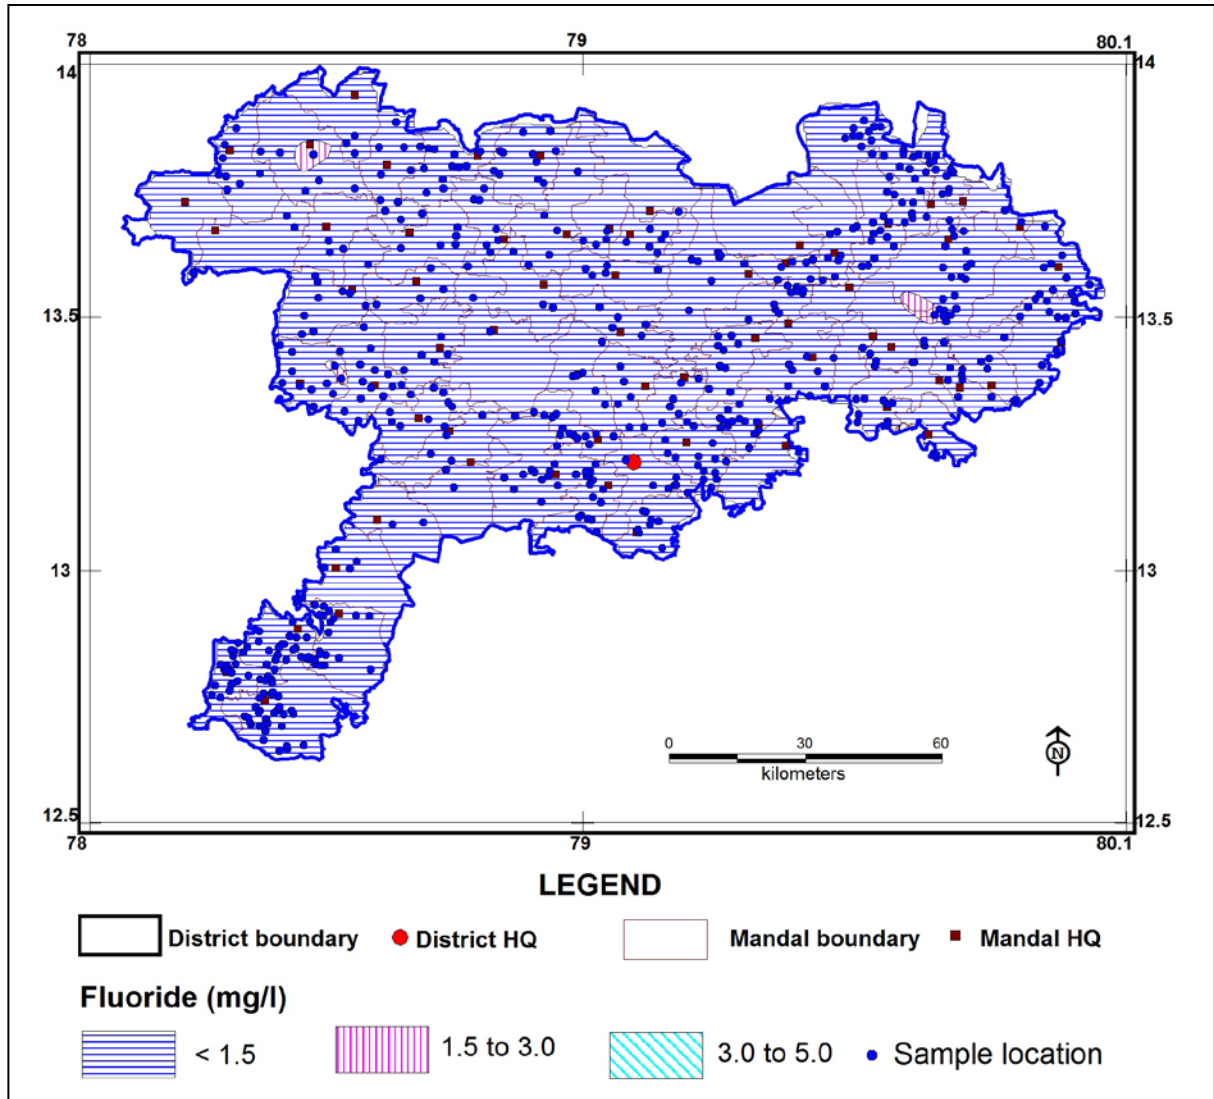 78 79 80.1
14 14
13.5 13.5
13 13
12.5 12.5
78 79 80.1
0 30 60
kilometers
N
LEGEND
District boundary District HQ Mandal boundary Mandal HQ
Fluoride (mg/l)
< 1.5 1.5 to 3.0 3.0 to 5.0 Sample location